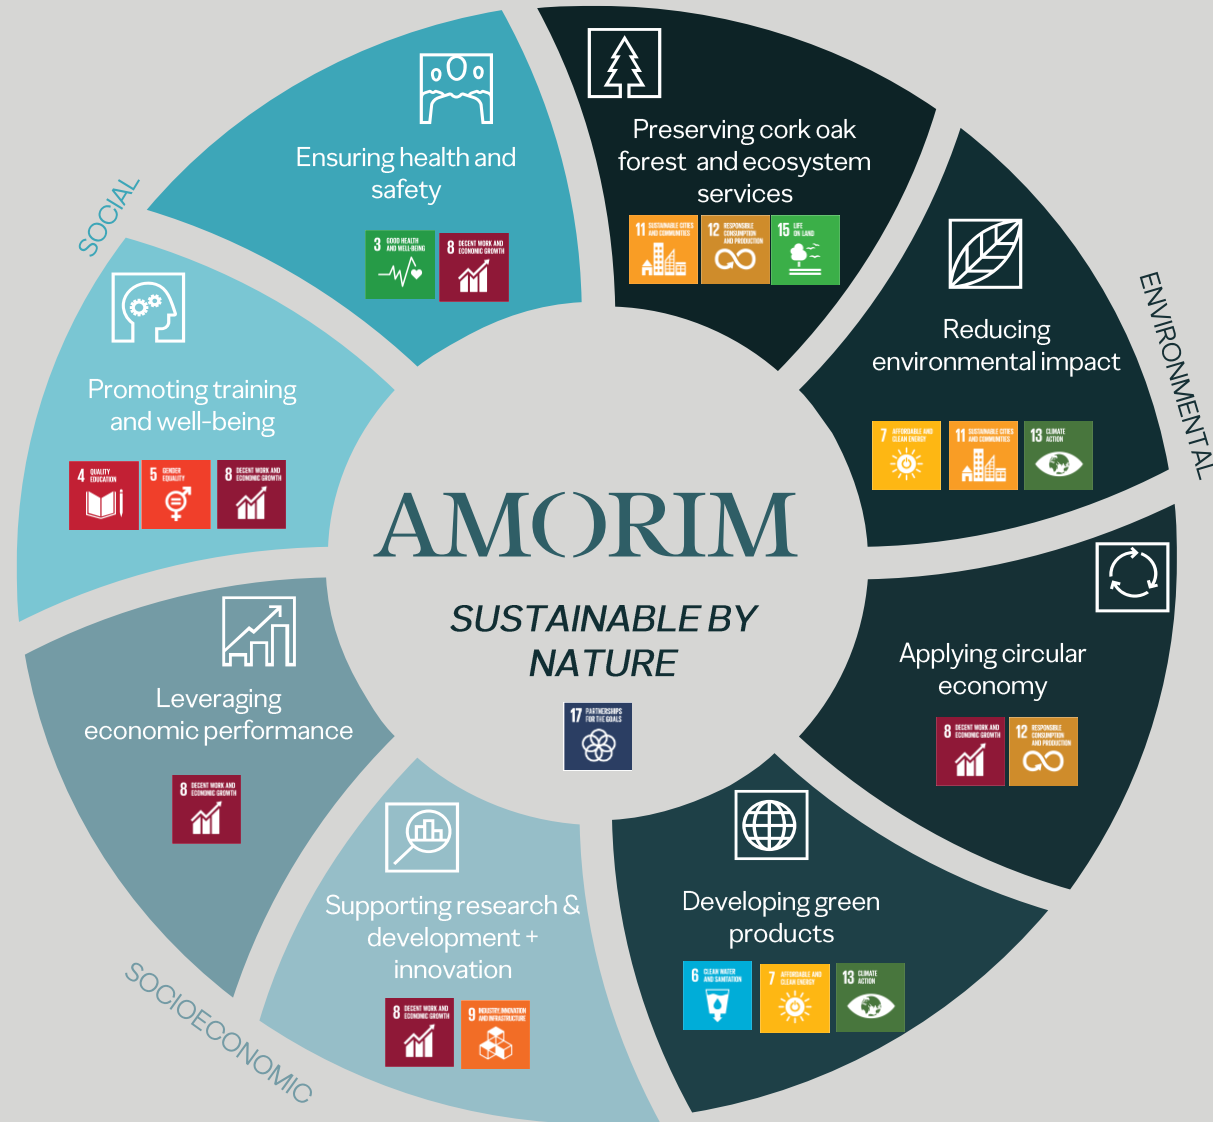 Ensuring health and
safety
3 GOOD HEALTH
AND WELL-BEING
8 DECENT WORK AND
ECONOMIC GROWTH
Preserving cork oak
forest and ecosystem
services
11 SUSTAINABLE CITIES
AND COMMUNITIES
12 RESPONSIBLE
CONSUMPTION
AND PRODUCTION
15 LIFE
ON LAND
Reducing
environmental impact
7 AFFORDABLE AND
CLEAN ENERGY
11 SUSTAINABLE CITIES
AND COMMUNITIES
13 CLIMATE
ACTION
ENVIRONMENTAL
Applying circular
economy
8 DECENT WORK AND
ECONOMIC GROWTH
12 RESPONSIBLE
CONSUMPTION
AND PRODUCTION
Developing green
products
6 CLEAN WATER
AND SANITATION
7 AFFORDABLE AND
CLEAN ENERGY
13 CLIMATE
ACTION
Supporting research &
development +
innovation
8 DECENT WORK AND
ECONOMIC GROWTH
9 INDUSTRY, INNOVATION
AND INFRASTRUCTURE
SOCIOECONOMIC
Leveraging
economic performance
8 DECENT WORK AND
ECONOMIC GROWTH
Promoting training
and well-being
4 QUALITY
EDUCATION
5 GENDER
EQUALITY
8 DECENT WORK AND
ECONOMIC GROWTH
SOCIAL
AMORIM
SUSTAINABLE BY
NATURE
17 PARTNERSHIPS
FOR THE GOALS